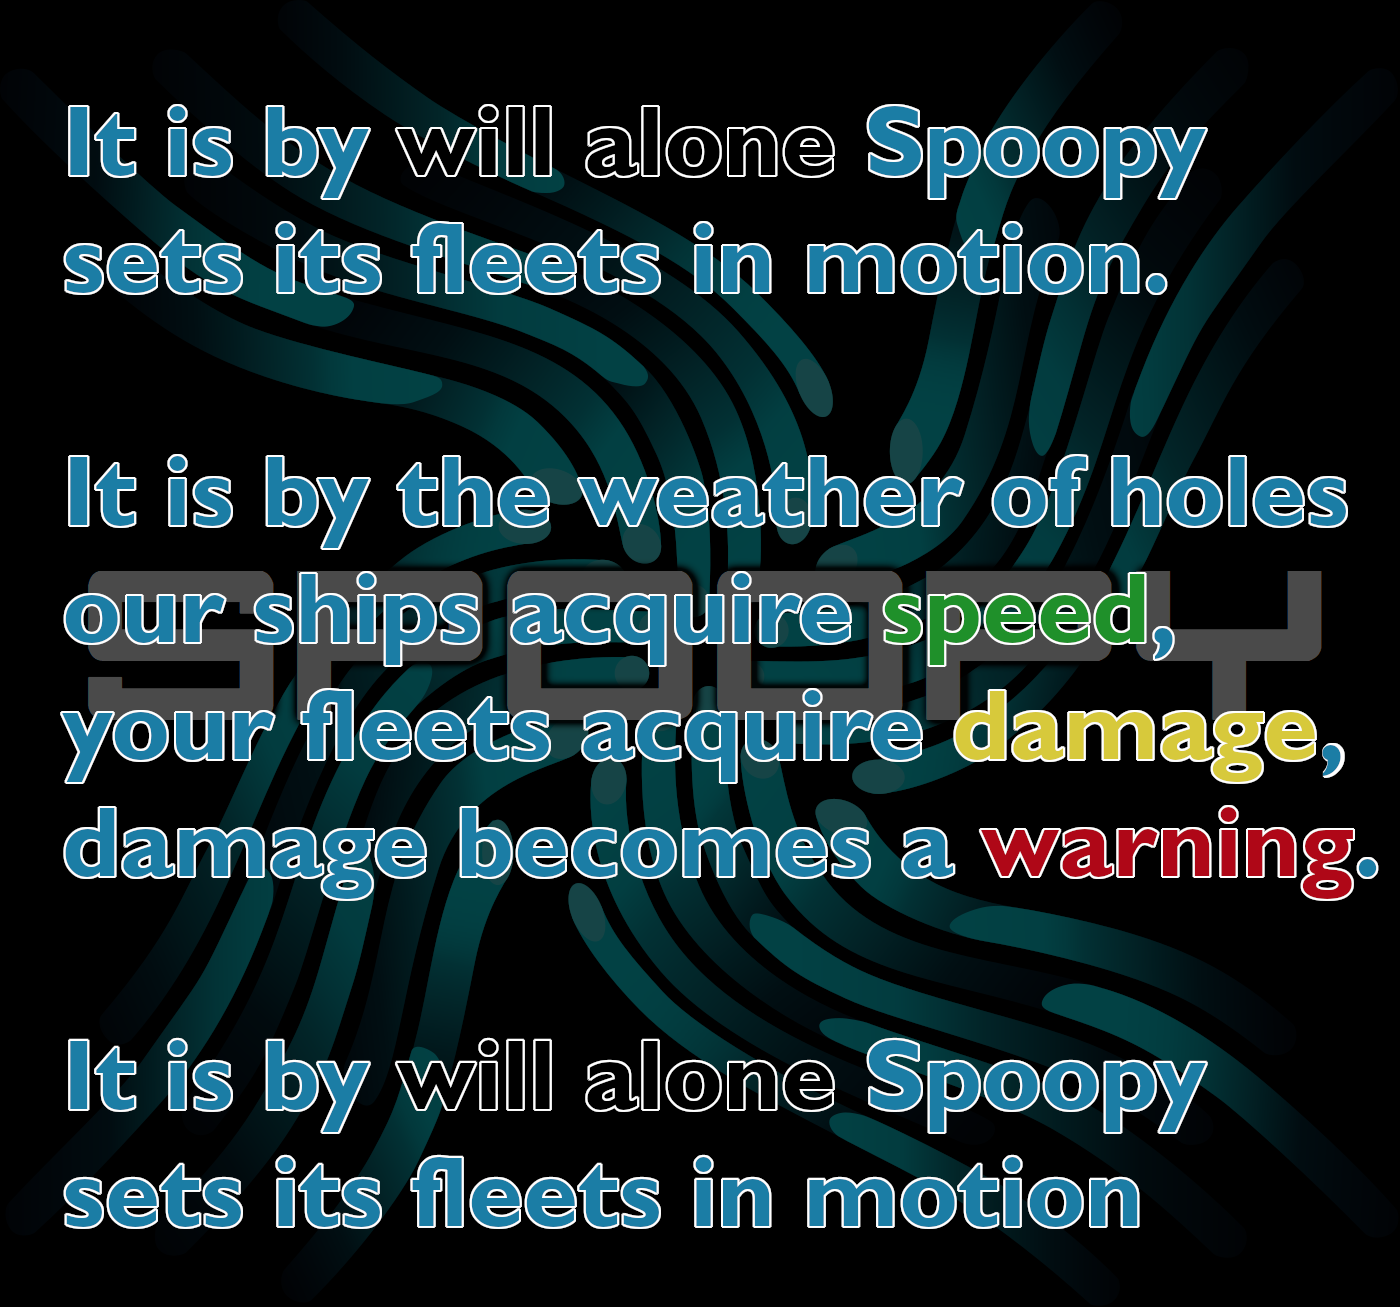 It is by will alone Spoopy
sets its fleets in motion.
It is by the weather of holes
our ships acquire speed,
SPOOPY
your fleets acquire damage,
damage becomes a warning.
It is by will alone Spoopy
sets its fleets in motion